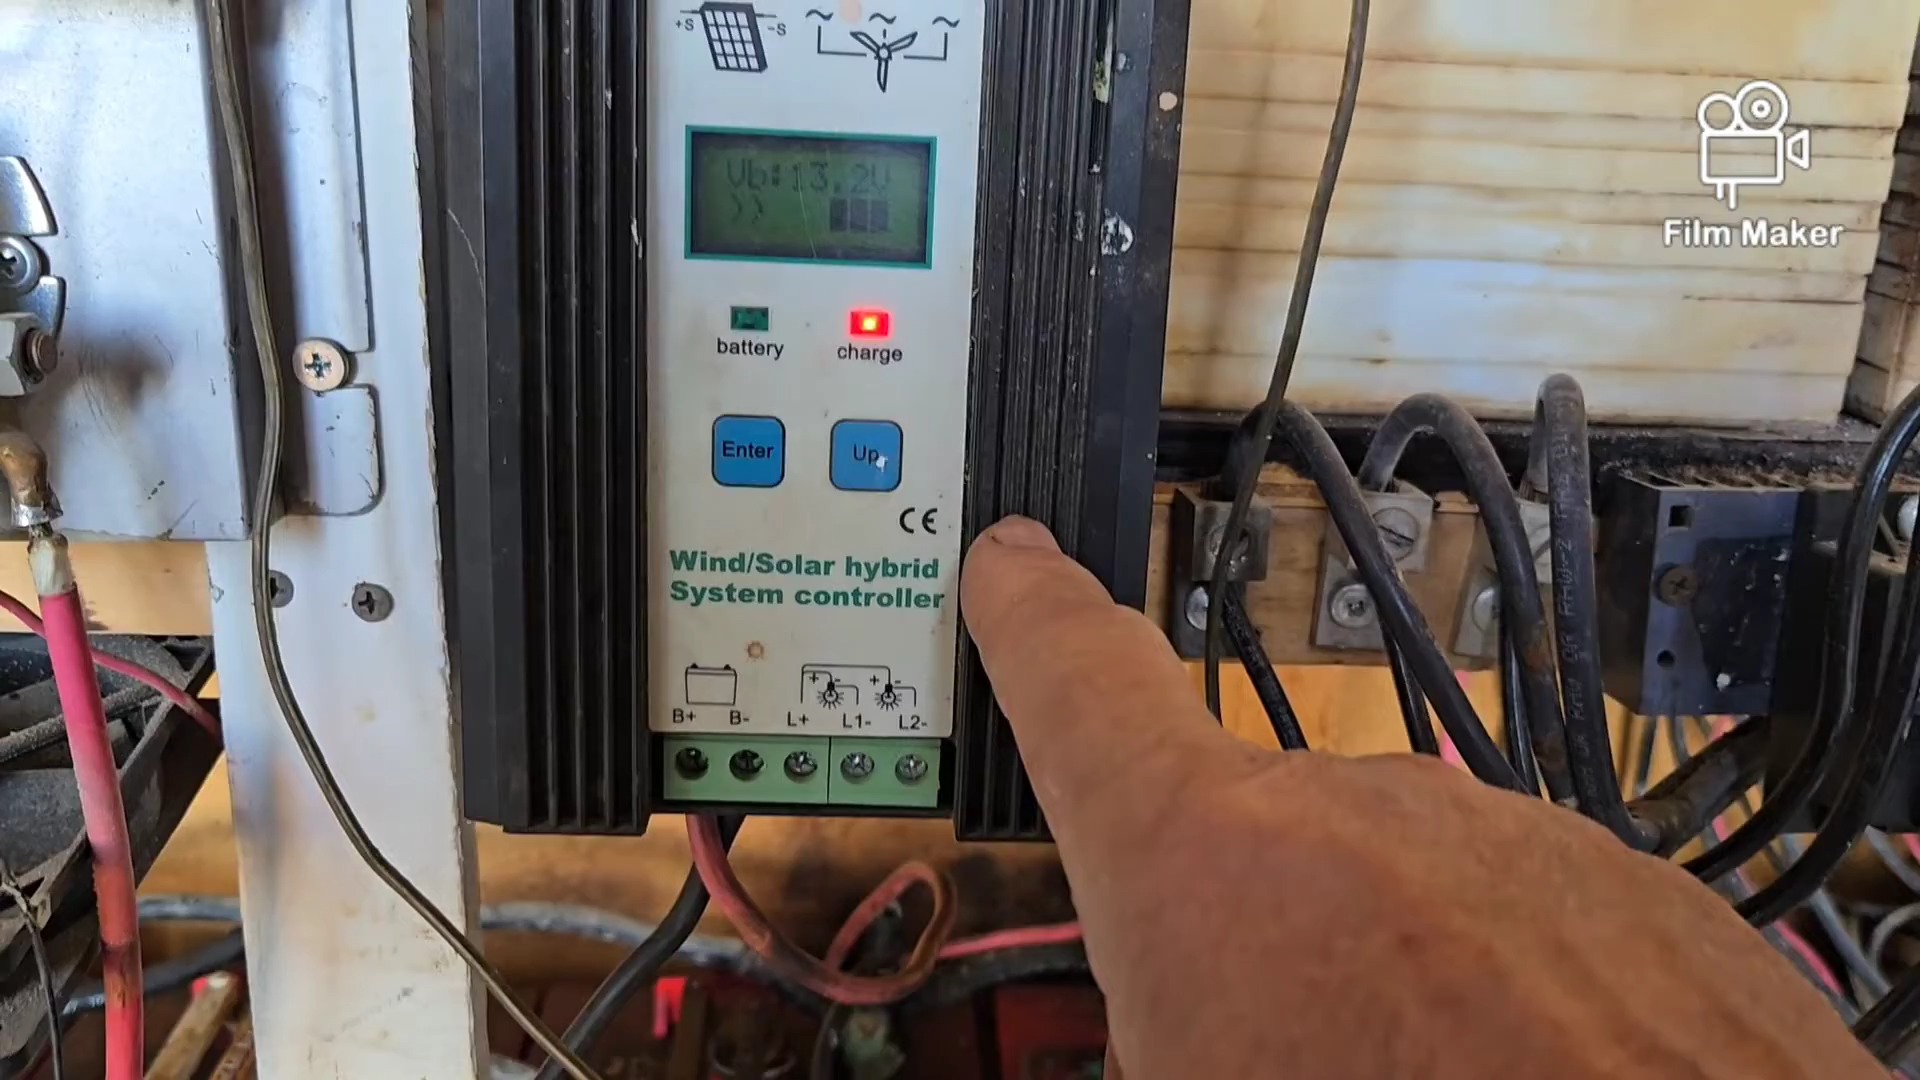 +S -S
Film Maker
Vb:13.2V
>>
battery
charge
Enter
Up
CE
Wind/Solar hybrid
System controller
+ - + -
B+ B- L+ L1- L2-